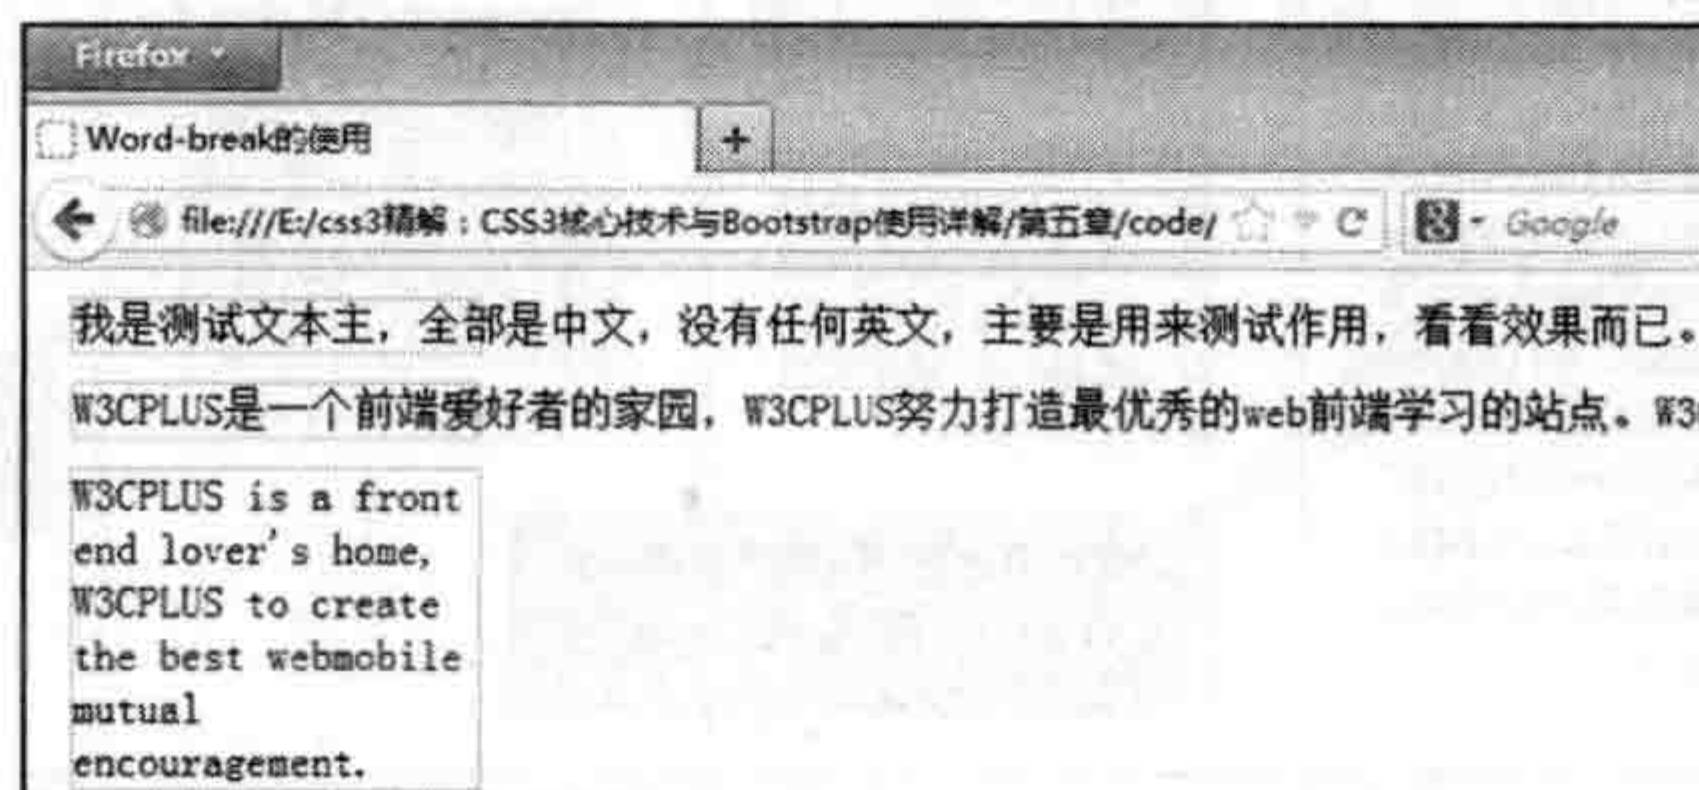 Firefox
Word-break的使用
+
file:///E:/css3精解：CSS3核心技术与Bootstrap使用详解/第五章/code/
Google
我是测试文本主，全部是中文，没有任何英文，主要是用来测试作用，看看效果而已。
W3CPLUS是一个前端爱好者的家园，W3CPLUS努力打造最优秀的web前端学习的站点。W3
W3CPLUS is a front
end lover's home,
W3CPLUS to create
the best webmobile
mutual
encouragement.